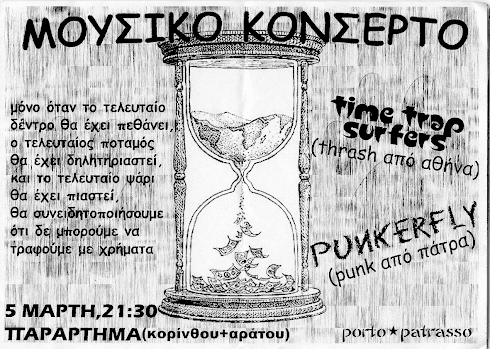 ΜΟΥΣΙΚΟ ΚΟΝΣΕΡΤΟ
μόνο όταν το τελευταίο
δέντρο θα έχει πεθάνει,
ο τελευταίος ποταμός
θα έχει δηλητηριαστεί,
και το τελευταίο ψάρι
θα έχει πιαστεί,
θα συνειδητοποιήσουμε
ότι δε μπορούμε να
τραφούμε με χρήματα
time trap
surfers
(thrash από αθήνα)
PUNKERFLY
(punk από πάτρα)
5 ΜΑΡΤΗ,21:30
ΠΑΡΑΡΤΗΜΑ(κορίνθου+αράτου)
porto★patrasso